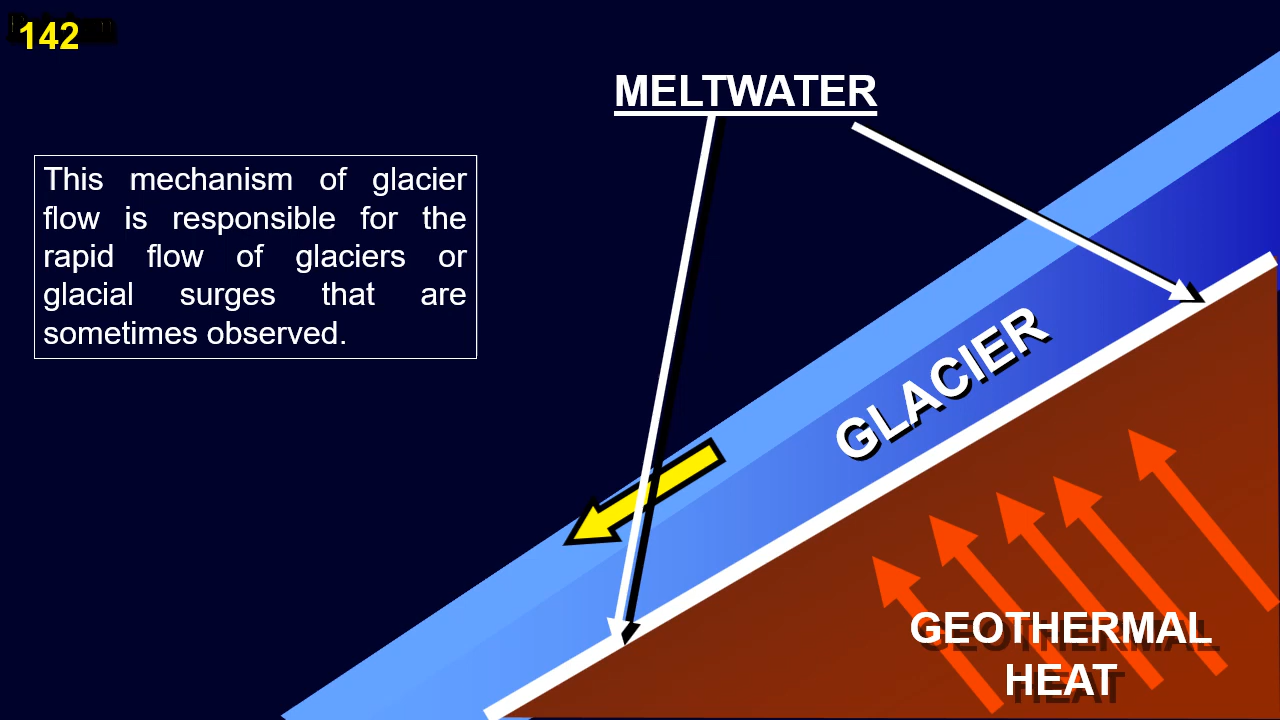 142
MELTWATER
This mechanism of glacier
flow is responsible for the
rapid flow of glaciers or
glacial surges that are
sometimes observed.
GLACIER
GEOTHERMAL
HEAT